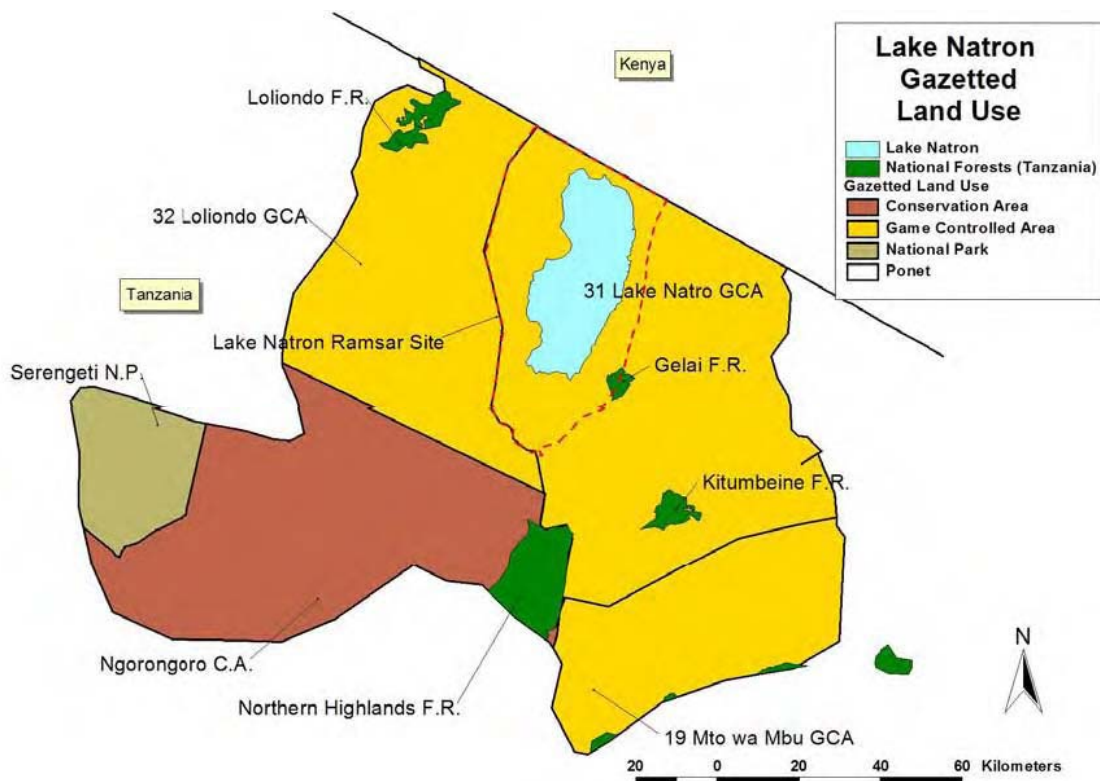 Lake Natron
Gazetted
Land Use
Lake Natron
National Forests (Tanzania)
Gazetted Land Use
Conservation Area
Game Controlled Area
National Park
Ponet
Kenya
Loliondo F.R.
32 Loliondo GCA
Tanzania
31 Lake Natro GCA
Lake Natron Ramsar Site
Serengeti N.P.
Gelai F.R.
Kitumbeine F.R.
Ngorongoro C.A.
Northern Highlands F.R.
19 Mto wa Mbu GCA
N
20 0 20 40 60 Kilometers